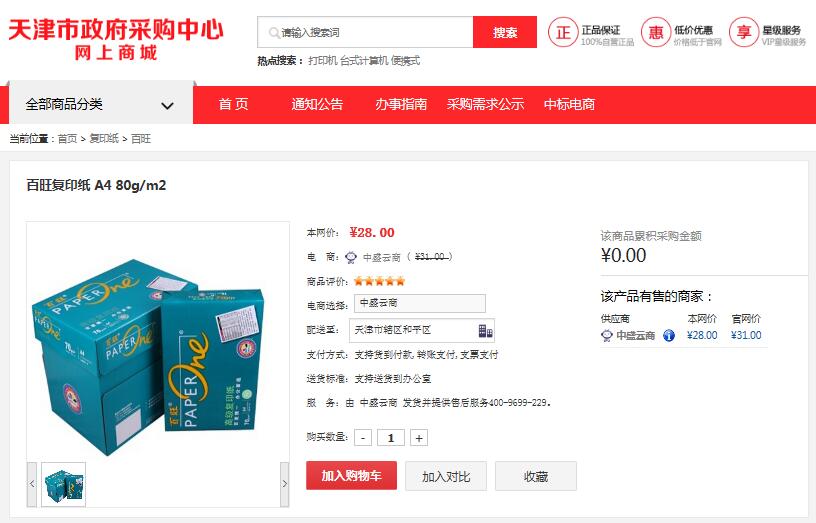 天津市政府采购中心
网上商城
请输入搜索词
搜索
热点搜索： 打印机 台式计算机 便携式
正 正品保证
100%自营正品
惠 低价优惠
价格低于官网
享 星级服务
VIP星级服务
全部商品分类
首 页 通知公告 办事指南 采购需求公示 中标电商
当前位置：首页 > 复印纸 > 百旺
百旺复印纸 A4 80g/m2
百旺
PAPER One
百旺
PAPER One
高级复印纸
本网价： ¥28.00
电 商： 中盛云商 （ ¥31.00 ）
商品评价：
电商选择： 中盛云商
配送至： 天津市辖区和平区
支付方式：支持货到付款, 转账支付, 支票支付
送货标准：支持送货到办公室
服 务：由 中盛云商 发货并提供售后服务400-9699-229。
购买数量： - 1 +
加入购物车 加入对比 收藏
该商品累积采购金额
¥0.00
该产品有售的商家：
供应商 本网价 官网价
中盛云商 ¥28.00 ¥31.00